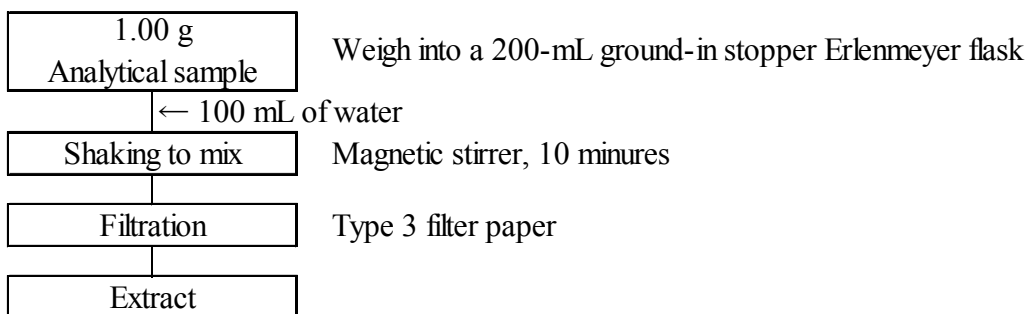 1.00 g
Analytical sample
Weigh into a 200-mL ground-in stopper Erlenmeyer flask
← 100 mL of water
Shaking to mix
Magnetic stirrer, 10 minures
Filtration
Type 3 filter paper
Extract